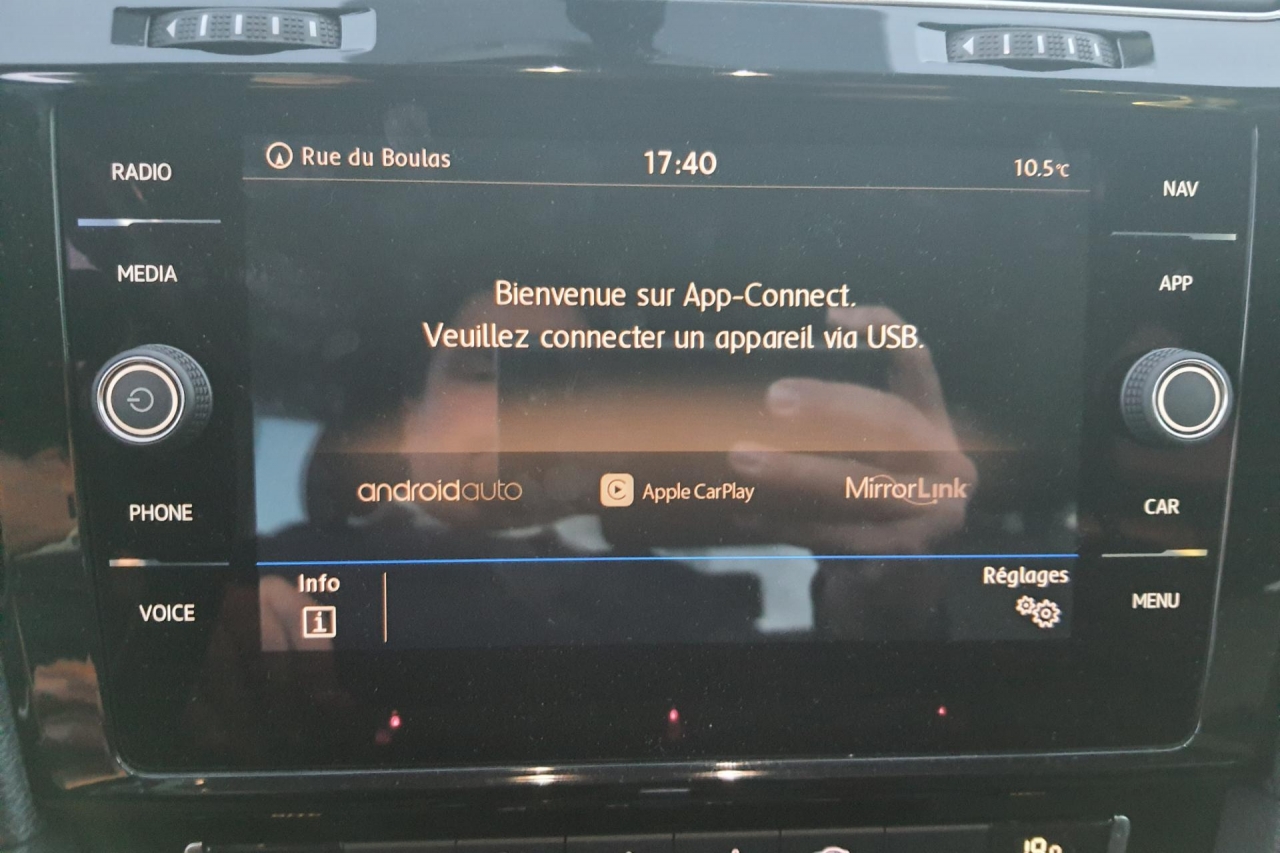 RADIO
MEDIA
PHONE
VOICE
Rue du Boulas
17:40
10.5°C
Bienvenue sur App-Connect.
Veuillez connecter un appareil via USB.
androidauto
Apple CarPlay
MirrorLink
Info
i
Réglages
NAV
APP
CAR
MENU